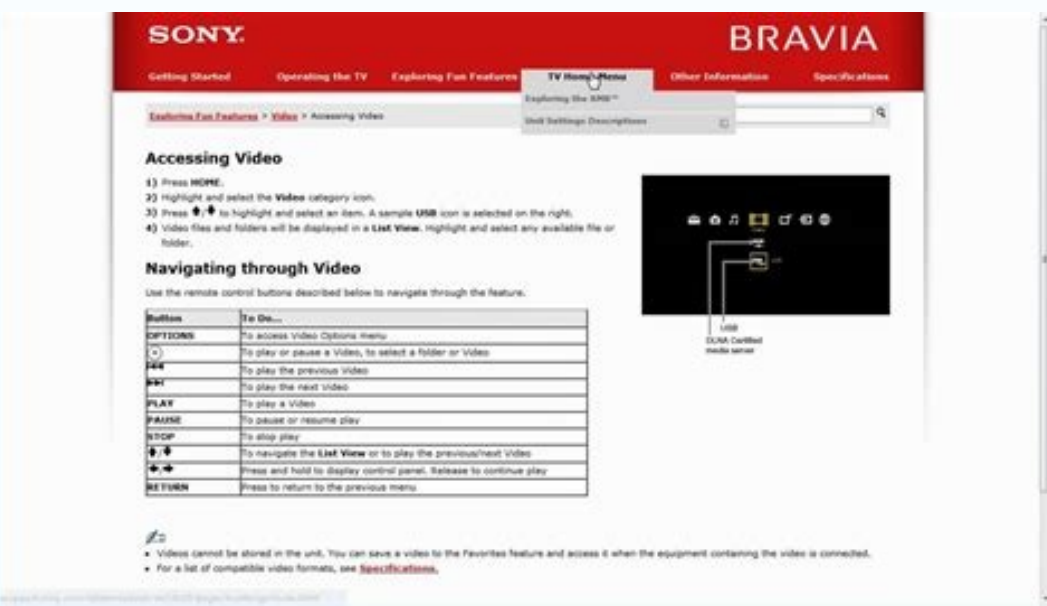 SONY.
BRAVIA
Getting Started
Operating the TV
Exploring Fun Features
TV Home Menu
Other Information
Specifications
Exploring the XMB™
Unit Settings Descriptions
Exploring Fun Features > Video > Accessing Video
Accessing Video
1) Press HOME.
2) Highlight and select the Video category icon.
3) Press ⬆/⬇ to highlight and select an item. A sample USB icon is selected on the right.
4) Video files and folders will be displayed in a List View. Highlight and select any available file or
folder.
USB
DLNA Certified
media server
Navigating through Video
Use the remote control buttons described below to navigate through the feature.
Button To Do...
OPTIONS To access Video Options menu
To play or pause a Video, to select a folder or Video
To play the previous Video
To play the next Video
PLAY To play a Video
PAUSE To pause or resume play
STOP To stop play
⬆/⬇ To navigate the List View or to play the previous/next Video
⬅/➡ Press and hold to display control panel. Release to continue play
RETURN Press to return to the previous menu
• Videos cannot be stored in the unit. You can save a video to the Favorites feature and access it when the equipment containing the video is connected.
• For a list of compatible video formats, see Specifications.